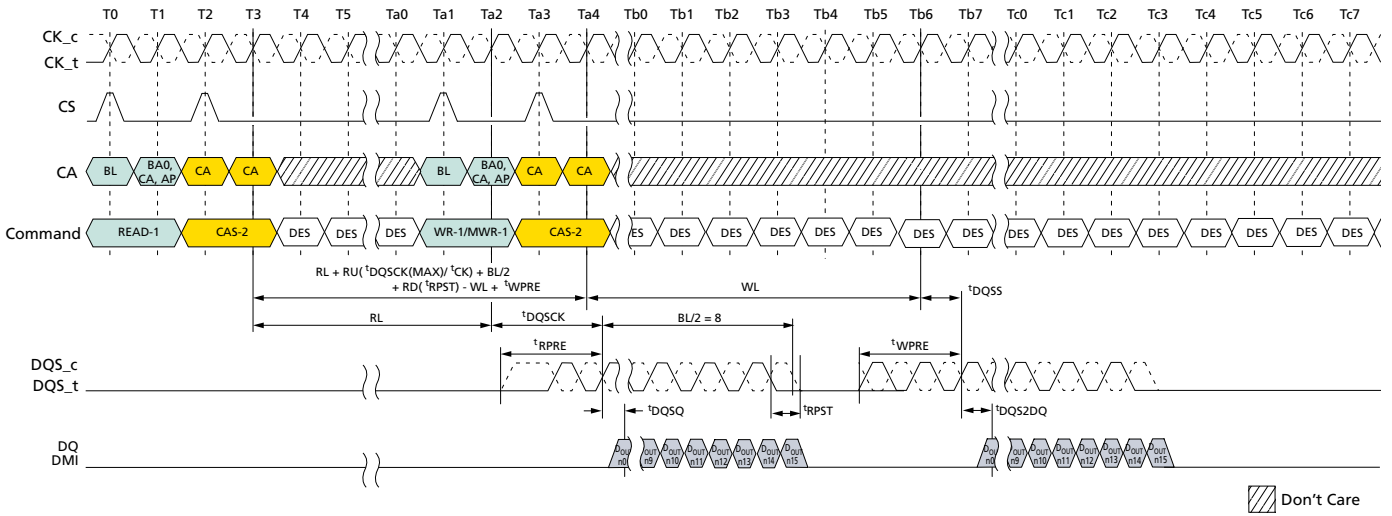 T0 T1 T2 T3 T4 T5 Ta0 Ta1 Ta2 Ta3 Ta4 Tb0 Tb1 Tb2 Tb3 Tb4 Tb5 Tb6 Tb7 Tc0 Tc1 Tc2 Tc3 Tc4 Tc5 Tc6 Tc7
CK_c
CK_t
CS
CA BL BA0, CA, AP CA CA BL BA0, CA, AP CA CA
Command READ-1 CAS-2 DES DES DES WR-1/MWR-1 CAS-2 DES DES DES DES DES DES DES DES DES DES DES DES DES DES DES DES
RL + RU( tDQSCK(MAX)/ tCK) + BL/2
+ RD( tRPST) - WL + tWPRE
WL
tDQSS
RL
tDQSCK
BL/2 = 8
tRPRE
tWPRE
DQS_c
DQS_t
tDQSQ
tRPST
tDQS2DQ
DQ
DMI
DOUT n0 DOUT n9 DOUT n10 DOUT n11 DOUT n12 DOUT n13 DOUT n14 DOUT n15
DOUT n0 DOUT n9 DOUT n10 DOUT n11 DOUT n12 DOUT n13 DOUT n14 DOUT n15
Don't Care